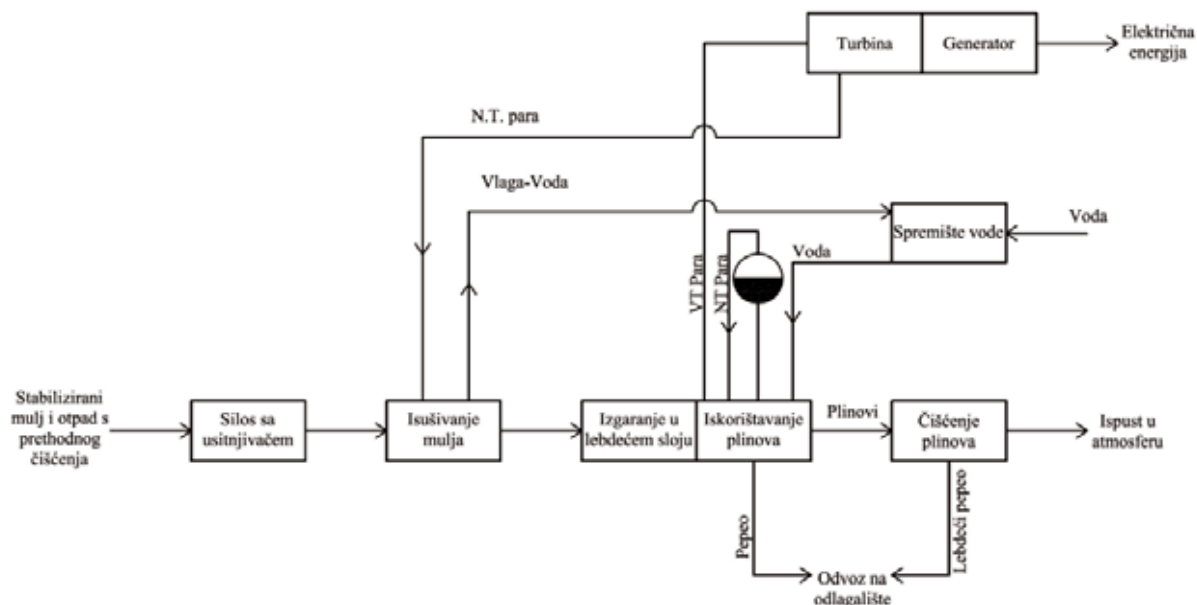 Turbina
Generator
Električna
energija
N.T. para
Vlaga-Voda
Spremište vode
Voda
VT Para
NT Para
Voda
Stabilizirani
mulj i otpad s
prethodnog
čišćenja
Silos sa
usitnjivačem
Isušivanje
mulja
Izgaranje u
lebdećem sloju
Iskorištavanje
plinova
Plinovi
Čišćenje
plinova
Ispust u
atmosferu
Pepeo
Lebdeći pepeo
Odvoz na
odlagalište